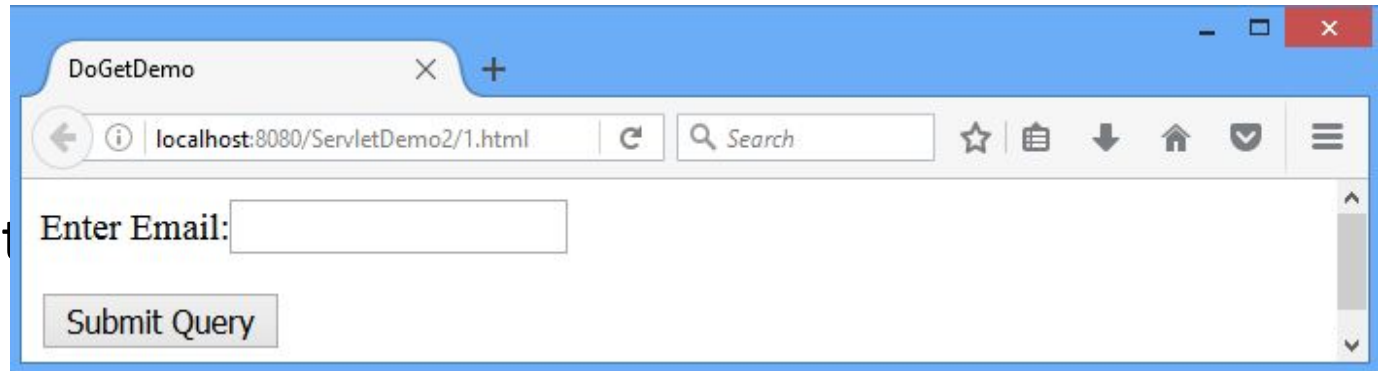 DoGetDemo
localhost:8080/ServletDemo2/1.html Search
t
Enter Email:
Submit Query